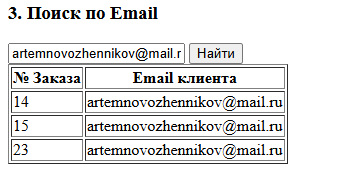 3. Поиск по Email
artemnovozhennikov@mail.r Найти
№ Заказа Email клиента
14 artemnovozhennikov@mail.ru
15 artemnovozhennikov@mail.ru
23 artemnovozhennikov@mail.ru